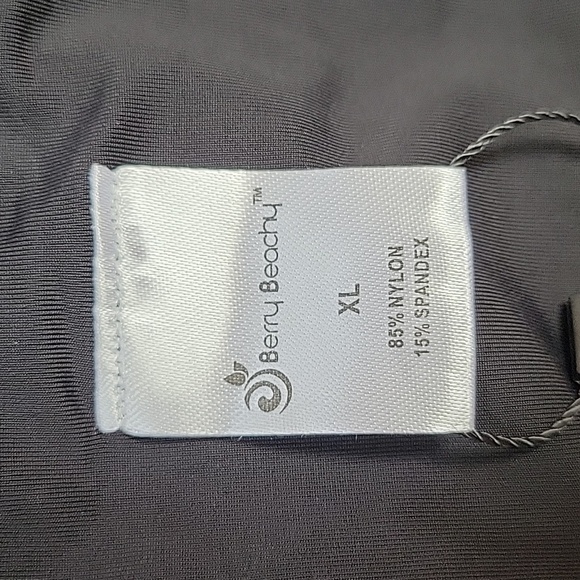 Berry Beachy™
XL
85% NYLON
15% SPANDEX